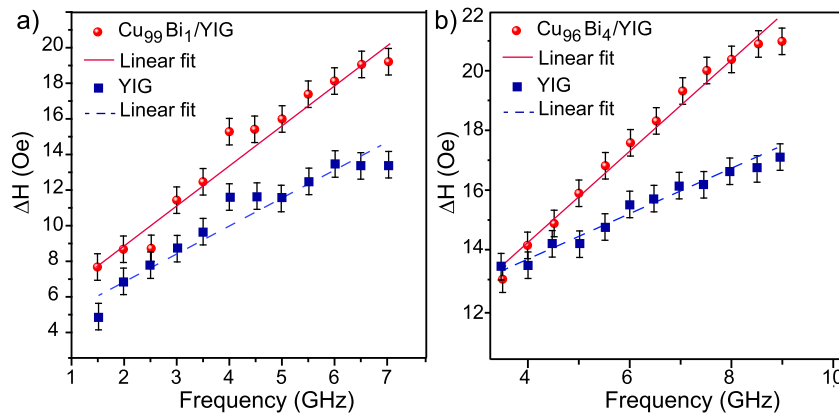 a)
Cu99Bi1/YIG
Linear fit
YIG
Linear fit
20
18
16
14
12
10
8
6
4
ΔH (Oe)
1 2 3 4 5 6 7
Frequency (GHz)
b)
Cu96Bi4/YIG
Linear fit
YIG
Linear fit
22
20
18
16
14
12
ΔH (Oe)
4 6 8 10
Frequency (GHz)